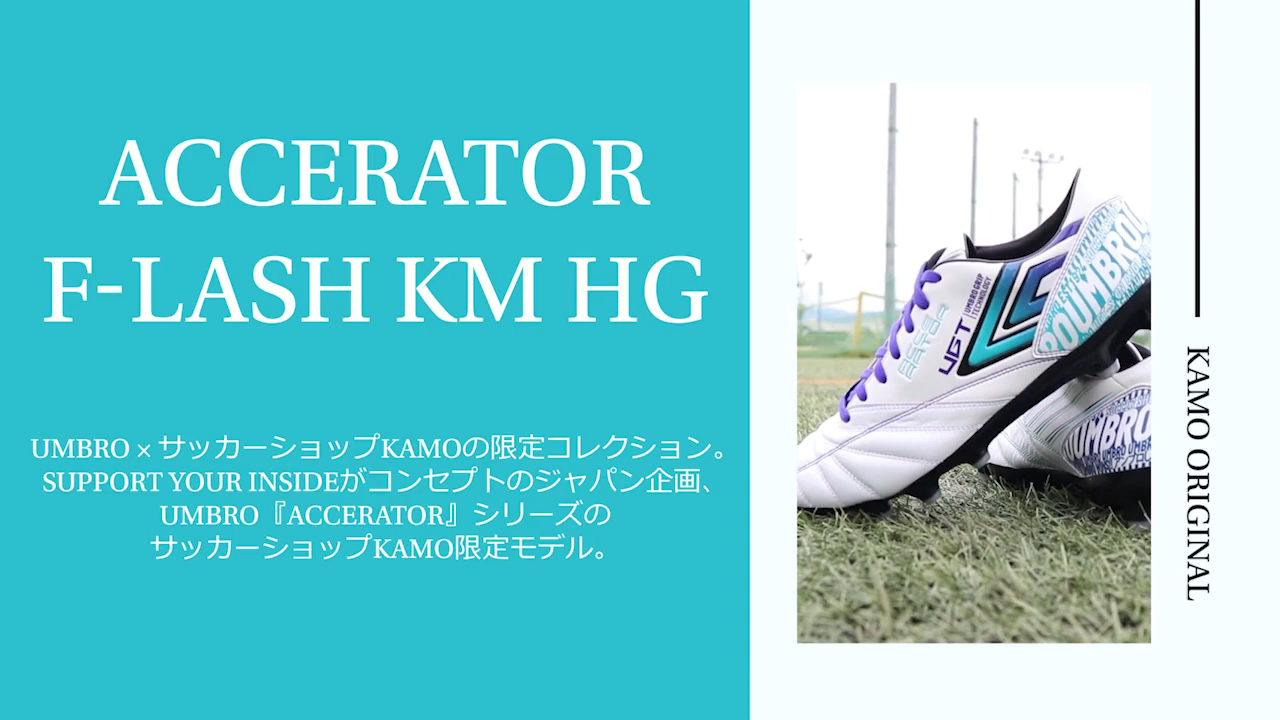 ACCERATOR
F-LASH KM HG
UMBRO × サッカーショップKAMOの限定コレクション。
SUPPORT YOUR INSIDEがコンセプトのジャパン企画、
UMBRO『ACCERATOR』シリーズの
サッカーショップKAMO限定モデル。
UGT
UMBRO GRIP
TECHNOLOGY
UMBRO
UMBRO
KAMO ORIGINAL